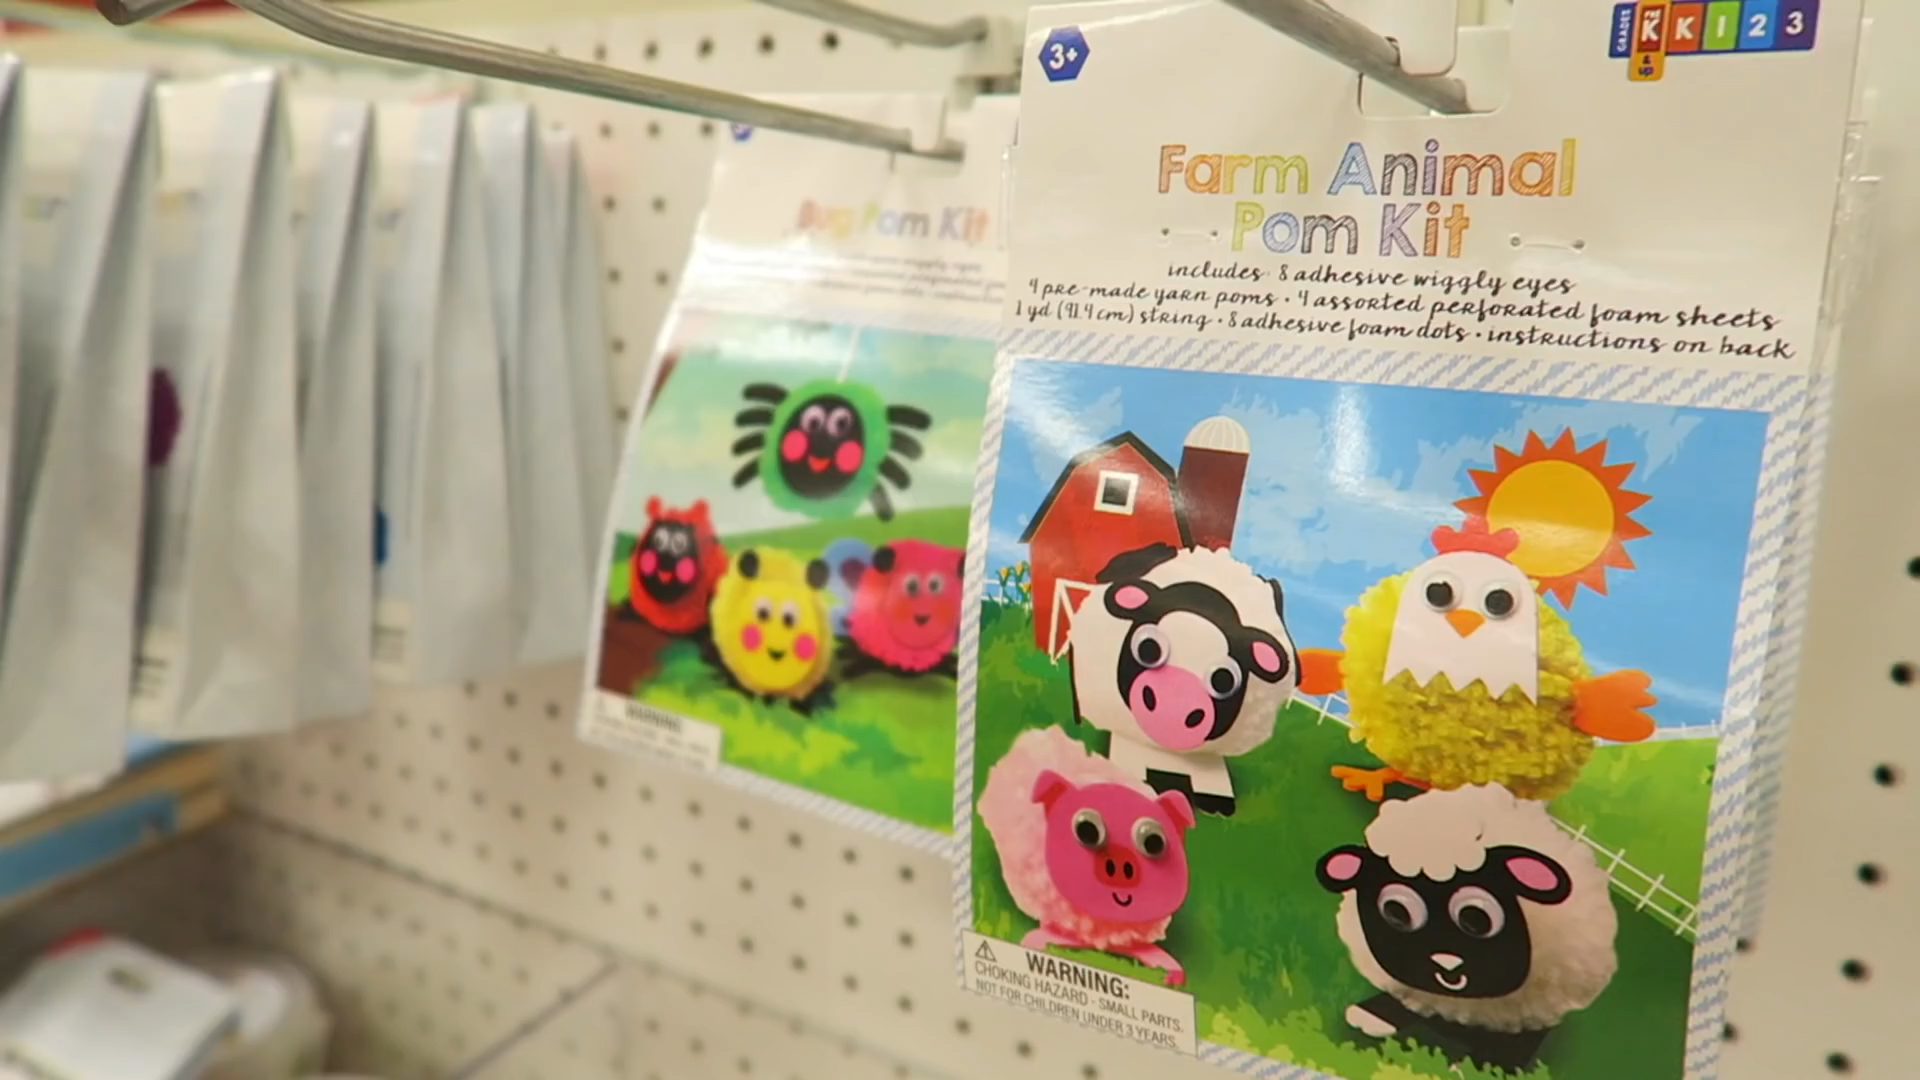 3+
GRADES PRE K K 1 2 3
& up
Farm Animal
Pom Kit
includes: 8 adhesive wiggly eyes
4 pre-made yarn poms • 4 assorted perforated foam sheets
1 yd (91.4 cm) string • 8 adhesive foam dots • instructions on back
WARNING:
CHOKING HAZARD - SMALL PARTS.
NOT FOR CHILDREN UNDER 3 YEARS.
Bug Pom Kit
WARNING: